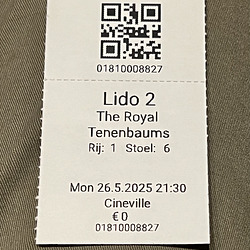 01810008827
Lido 2
The Royal
Tenenbaums
Rij: 1 Stoel: 6
Mon 26.5.2025 21:30
Cineville
€0
01810008827